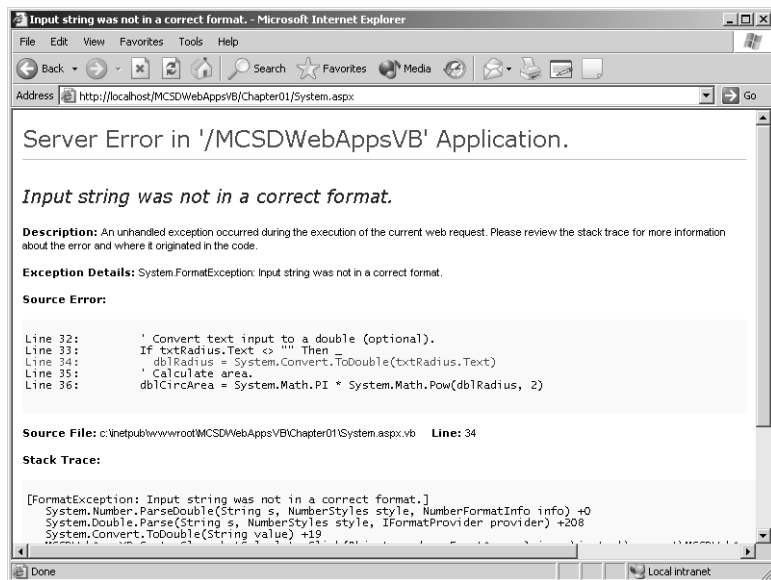 Input string was not in a correct format. - Microsoft Internet Explorer
File Edit View Favorites Tools Help
Back Search Favorites Media
Address http://localhost/MCSDWebAppsVB/Chapter01/System.aspx Go
Server Error in '/MCSDWebAppsVB' Application.
Input string was not in a correct format.
Description: An unhandled exception occurred during the execution of the current web request. Please review the stack trace for more information
about the error and where it originated in the code.
Exception Details: System.FormatException: Input string was not in a correct format.
Source Error:
Line 32: ' Convert text input to a double (optional).
Line 33: If txtRadius.Text <> "" Then _
Line 34: dblRadius = System.Convert.ToDouble(txtRadius.Text)
Line 35: ' Calculate area.
Line 36: dblCircArea = System.Math.PI * System.Math.Pow(dblRadius, 2)
Source File: c:\inetpub\wwwroot\MCSDWebAppsVB\Chapter01\System.aspx.vb Line: 34
Stack Trace:
[FormatException: Input string was not in a correct format.]
System.Number.ParseDouble(String s, NumberStyles style, NumberFormatInfo info) +0
System.Double.Parse(String s, NumberStyles style, IFormatProvider provider) +208
System.Convert.ToDouble(String value) +19
Done Local intranet